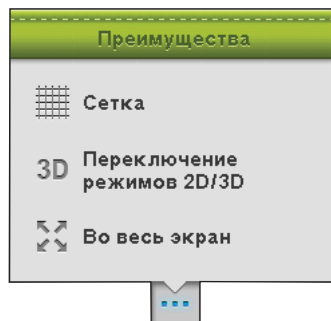 Преимущества
Сетка
3D Переключение
режимов 2D/3D
Во весь экран